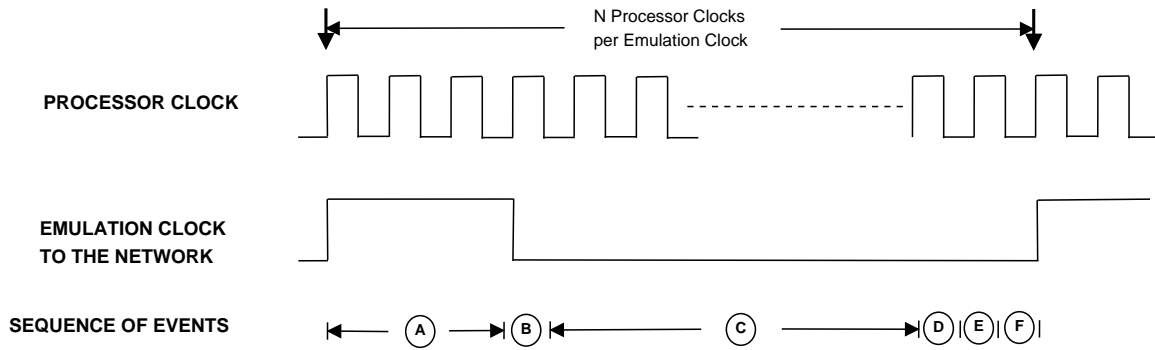 N Processor Clocks
per Emulation Clock
PROCESSOR CLOCK
EMULATION CLOCK
TO THE NETWORK
SEQUENCE OF EVENTS
A
B
C
D
E
F